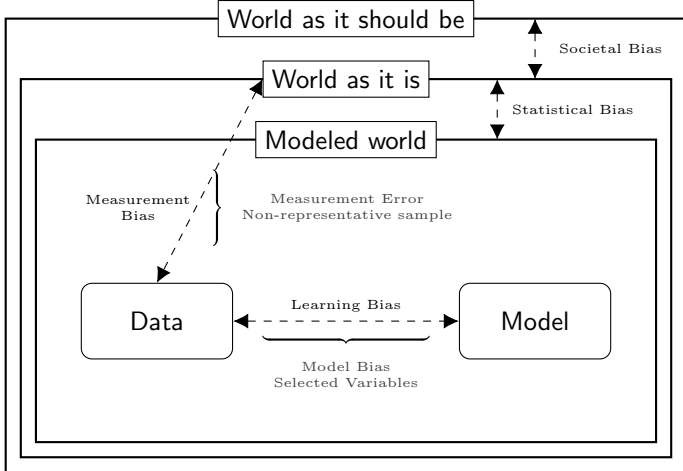 World as it should be
Societal Bias
World as it is
Statistical Bias
Modeled world
Measurement
Bias
Measurement Error
Non-representative sample
Data
Learning Bias
Model
Model Bias
Selected Variables